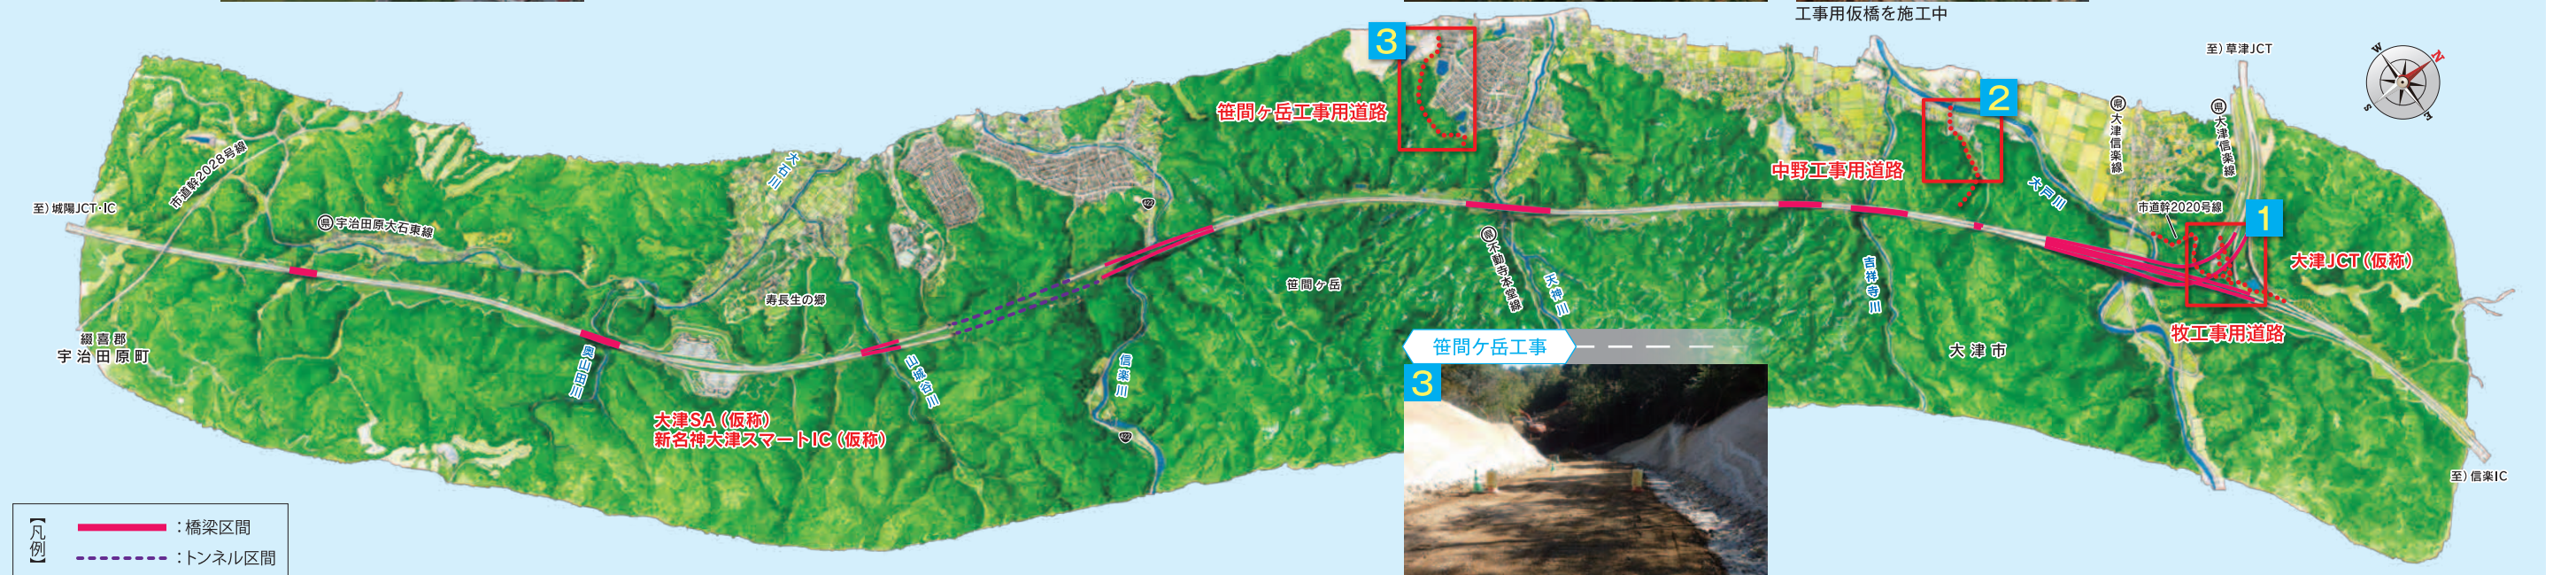 工事用仮橋を施工中
3
笹間ヶ岳工事用道路
2
中野工事用道路
至）草津JCT
W
N
S
E
県 大津信楽線
県 大津信楽線
大戸川
市道幹2020号線
1
大津JCT（仮称）
牧工事用道路
至）信楽IC
大津市
吉祥寺川
県 不動寺本堂線
天神川
笹間ヶ岳
422
信楽川
422
大石川
寿長生の郷
山城谷川
奥山田川
大津SA（仮称）
新名神大津スマートIC（仮称）
市道幹2028号線
至）城陽JCT・IC
県 宇治田原大石東線
綴喜郡
宇治田原町
笹間ケ岳工事
3
【凡例】
：橋梁区間
：トンネル区間